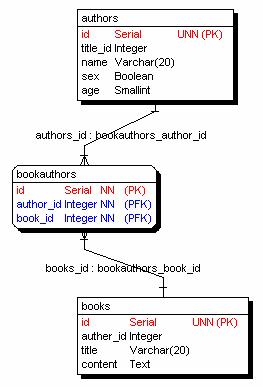 authors
id Serial UNN (PK)
title_id Integer
name Varchar(20)
sex Boolean
age Smallint
authors_id : bookauthors_author_id
bookauthors
id Serial NN (PK)
author_id Integer NN (PFK)
book_id Integer NN (PFK)
books_id : bookauthors_book_id
books
id Serial UNN (PK)
auther_id Integer
title Varchar(20)
content Text